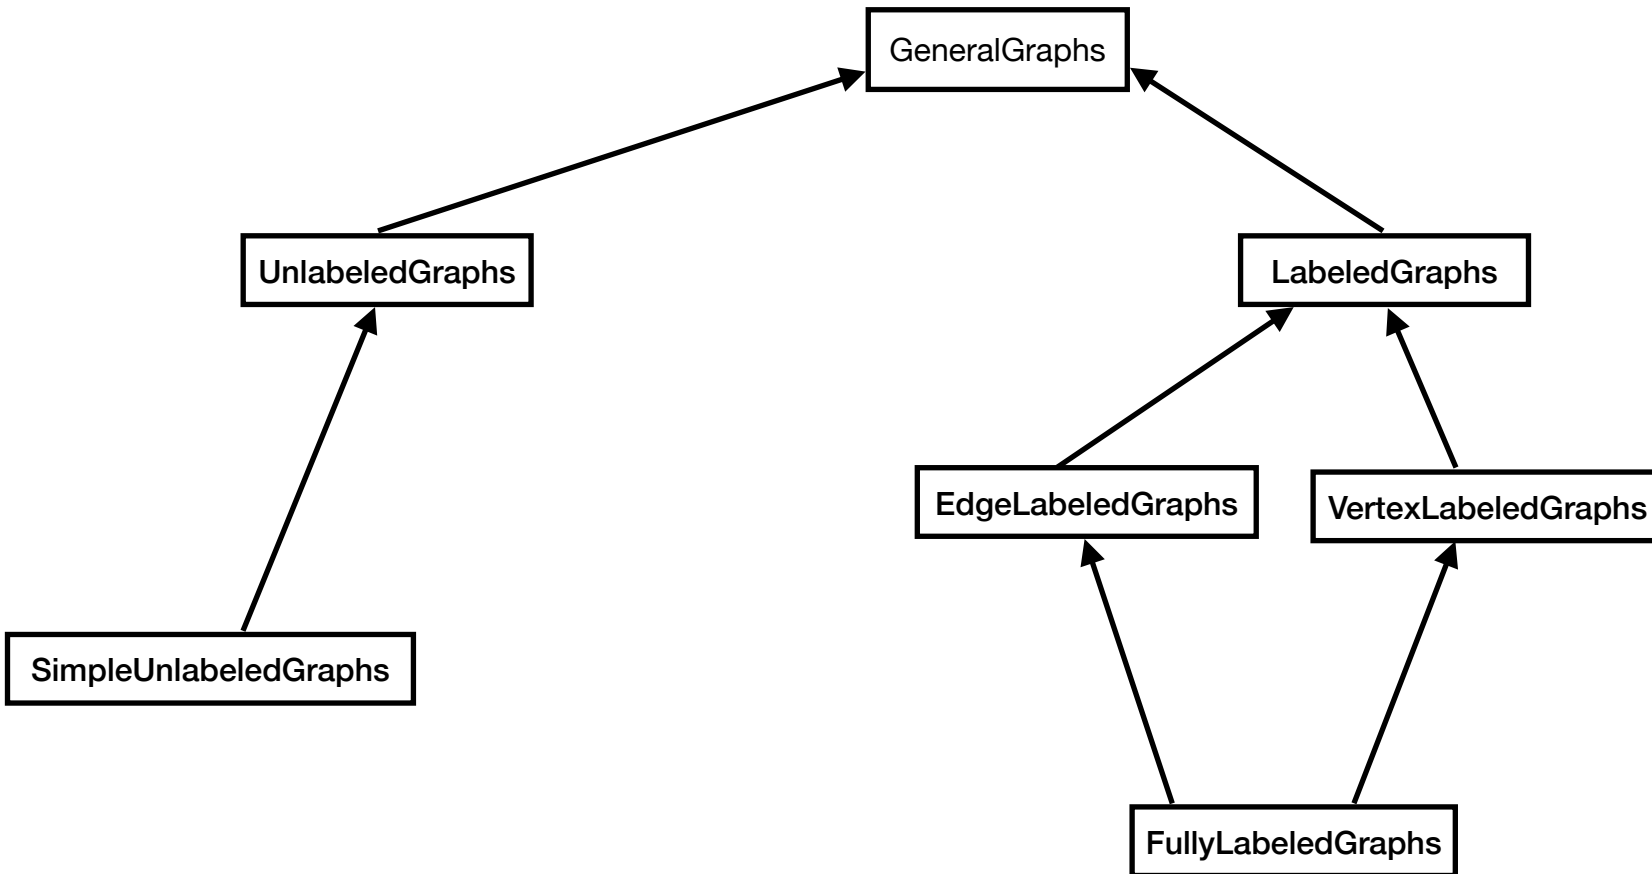 GeneralGraphs
UnlabeledGraphs
LabeledGraphs
EdgeLabeledGraphs
VertexLabeledGraphs
SimpleUnlabeledGraphs
FullyLabeledGraphs